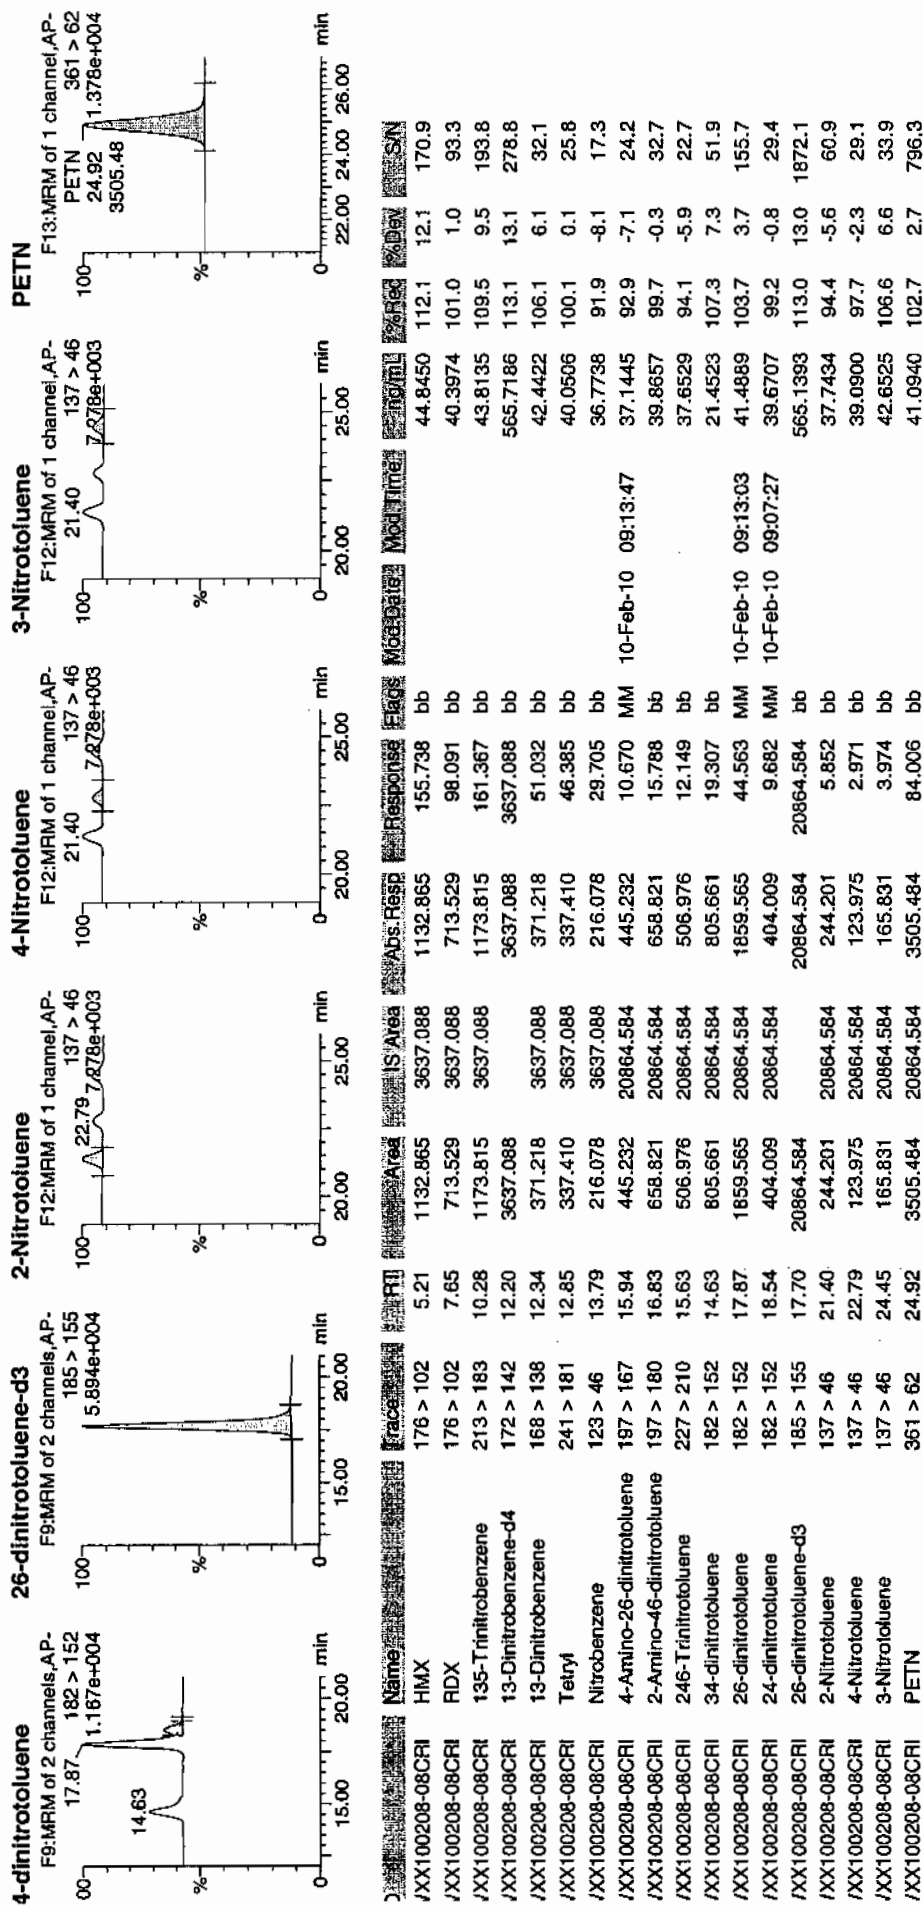 4-dinitrotoluene
F9:MRM of 2 channels,AP-
182 > 152
1.167e+004
17.87
14.63
00
%
0
15.00 20.00 min
26-dinitrotoluene-d3
F9:MRM of 2 channels,AP-
185 > 155
5.894e+004
100
%
0
15.00 20.00 min
2-Nitrotoluene
F12:MRM of 1 channel,AP-
137 > 46
7.278e+003
22.79
100
%
0
20.00 25.00 min
4-Nitrotoluene
F12:MRM of 1 channel,AP-
137 > 46
7.278e+003
21.40
100
%
0
20.00 25.00 min
3-Nitrotoluene
F12:MRM of 1 channel,AP-
137 > 46
7.278e+003
21.40
100
%
0
20.00 25.00 min
PETN
F13:MRM of 1 channel,AP-
361 > 62
1.378e+004
PETN
24.92
3505.48
100
%
0
22.00 24.00 26.00 min
Name Trace RT Area IS Area Abs.Resp Response Flags Mod.Date Mod.Time ng/mL %Rec %Dev S/N
/XX100208-08CRI HMX 176 > 102 5.21 1132.865 3637.088 1132.865 155.738 bb 44.8450 112.1 12.1 170.9
/XX100208-08CRI RDX 176 > 102 7.65 713.529 3637.088 713.529 98.091 bb 40.3974 101.0 1.0 93.3
/XX100208-08CRI 135-Trinitrobenzene 213 > 183 10.28 1173.815 3637.088 1173.815 161.367 bb 43.8135 109.5 9.5 193.8
/XX100208-08CRI 13-Dinitrobenzene-d4 172 > 142 12.20 3637.088 3637.088 3637.088 bb 565.7186 113.1 13.1 278.8
/XX100208-08CRI 13-Dinitrobenzene 168 > 138 12.34 371.218 3637.088 371.218 51.032 bb 42.4422 106.1 6.1 32.1
/XX100208-08CRI Tetryl 241 > 181 12.85 337.410 3637.088 337.410 46.385 bb 40.0506 100.1 0.1 25.8
/XX100208-08CRI Nitrobenzene 123 > 46 13.79 216.078 3637.088 216.078 29.705 bb 36.7738 91.9 -8.1 17.3
/XX100208-08CRI 4-Amino-26-dinitrotoluene 197 > 167 15.94 445.232 20864.584 445.232 10.670 MM 10-Feb-10 09:13:47 37.1445 92.9 -7.1 24.2
/XX100208-08CRI 2-Amino-46-dinitrotoluene 197 > 180 16.83 658.821 20864.584 658.821 15.788 bb 39.8657 99.7 -0.3 32.7
/XX100208-08CRI 246-Trinitrotoluene 227 > 210 15.63 506.976 20864.584 506.976 12.149 bb 37.6529 94.1 -5.9 22.7
/XX100208-08CRI 34-dinitrotoluene 182 > 152 14.63 805.661 20864.584 805.661 19.307 bb 21.4523 107.3 7.3 51.9
/XX100208-08CRI 26-dinitrotoluene 182 > 152 17.87 1859.565 20864.584 1859.565 44.563 MM 10-Feb-10 09:13:03 41.4889 103.7 3.7 155.7
/XX100208-08CRI 24-dinitrotoluene 182 > 152 18.54 404.009 20864.584 404.009 9.682 MM 10-Feb-10 09:07:27 39.6707 99.2 -0.8 29.4
/XX100208-08CRI 26-dinitrotoluene-d3 185 > 155 17.70 20864.584 20864.584 20864.584 bb 565.1393 113.0 13.0 1872.1
/XX100208-08CRI 2-Nitrotoluene 137 > 46 21.40 244.201 20864.584 244.201 5.852 bb 37.7434 94.4 -5.6 60.9
/XX100208-08CRI 4-Nitrotoluene 137 > 46 22.79 123.975 20864.584 123.975 2.971 bb 39.0900 97.7 -2.3 29.1
/XX100208-08CRI 3-Nitrotoluene 137 > 46 24.45 165.831 20864.584 165.831 3.974 bb 42.6525 106.6 6.6 33.9
/XX100208-08CRI PETN 361 > 62 24.92 3505.484 20864.584 3505.484 84.006 bb 41.0940 102.7 2.7 796.3